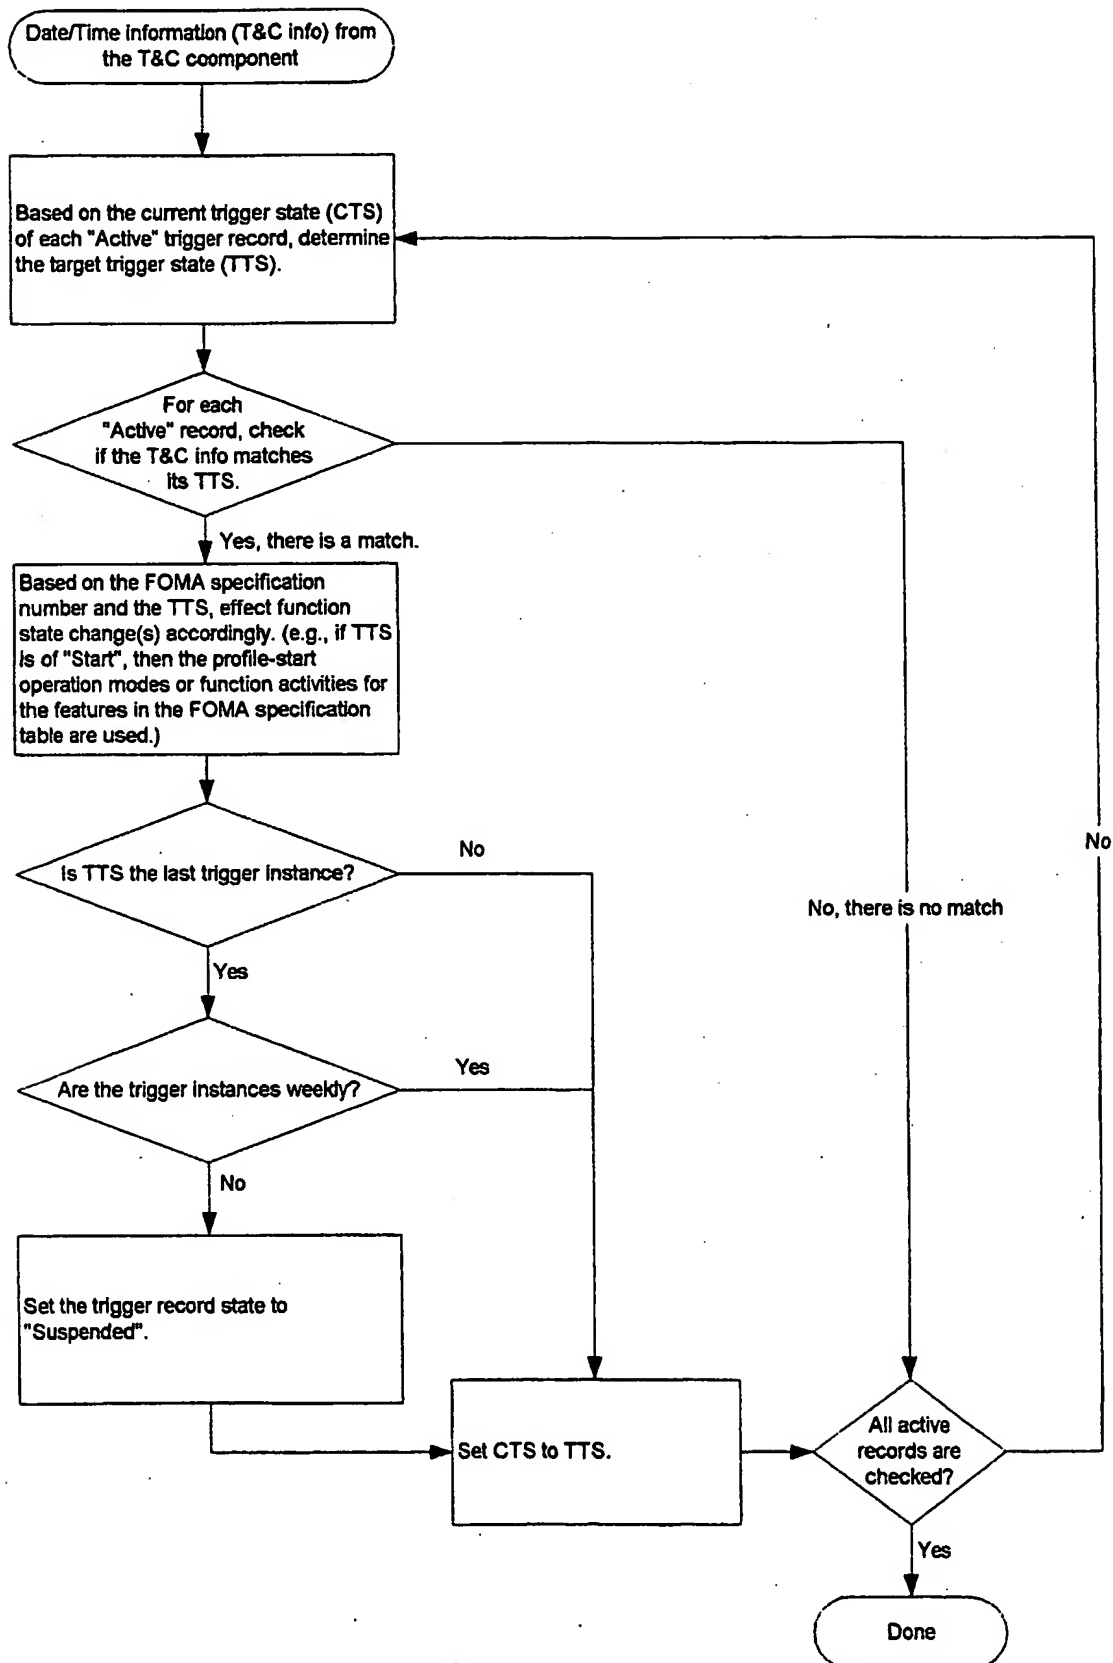 Date/Time information (T&C info) from
the T&C coomponent
Based on the current trigger state (CTS)
of each "Active" trigger record, determine
the target trigger state (TTS).
For each
"Active" record, check
if the T&C info matches
its TTS.
Yes, there is a match.
Based on the FOMA specification
number and the TTS, effect function
state change(s) accordingly. (e.g., if TTS
is of "Start", then the profile-start
operation modes or function activities for
the features in the FOMA specification
table are used.)
No
Is TTS the last trigger instance?
No
No, there is no match
Yes
Are the trigger instances weekly?
Yes
No
Set the trigger record state to
"Suspended".
Set CTS to TTS.
All active
records are
checked?
Yes
Done